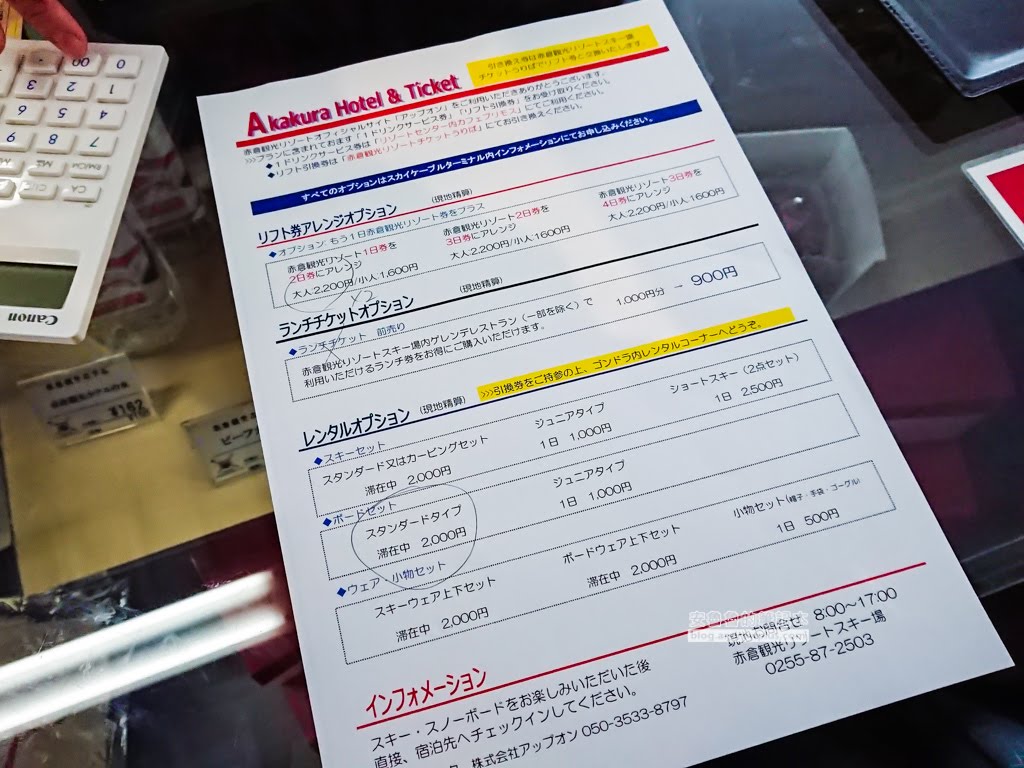 引き換え場は赤倉観光リゾートスキー場
チケットうりばでリフト券と交換いたします。
Akakura Hotel & Ticket
赤倉観光リゾートオフィシャルサイト「アップオン」をご利用いただきありがとうございます。
>>>プランに含まれております「1ドリンクサービス券」「リフト引換券」をお受け取りください。
◆1ドリンクサービス券は「リゾートセンター内カフェプリモス」にてご利用ください。
◆リフト引換券は「赤倉観光リゾートチケットうりば」にてお引き換えください。
すべてのオプションはスカイケーブルターミナル内インフォメーションにてお申し込みください。
リフト券アレンジオプション (現地精算)
◆オプション: もう1日赤倉観光リゾート券をプラス
赤倉観光リゾート1日券を
2日券にアレンジ
大人2,200円/小人1,600円
赤倉観光リゾート2日券を
3日券にアレンジ
大人2,200円/小人1600円
赤倉観光リゾート3日券を
4日券にアレンジ
大人2,200円/小人1600円
x2
ランチチケットオプション (現地精算)
◆ランチチケット 前売り
赤倉観光リゾートスキー場内ゲレンデレストラン(一部を除く)で
利用いただけるランチ券をお得にご購入いただけます。
1,000円分 → 900円
レンタルオプション (現地精算) >>>引換券をご持参の上、ゴンドラ内レンタルコーナーへどうぞ。
◆スキーセット
スタンダード又はカービングセット
滞在中 2,000円
ジュニアタイプ
1日 1,000円
ショートスキー (2点セット)
1日 2,500円
◆ボードセット
スタンダードタイプ
滞在中 2,000円
ジュニアタイプ
1日 1,000円
◆ウェア 小物セット
スキーウェア上下セット
滞在中 2,000円
ボードウェア上下セット
滞在中 2,000円
小物セット(帽子・手袋・ゴーグル)
1日 500円
インフォメーション
スキー・スノーボードをお楽しみいただいた後
直接、宿泊先へチェックインしてください。
株式会社アップオン 050-3533-8797
8:00~17:00
赤倉観光リゾートスキー場
0255-87-2503
Canon
00
0
1
2
3
4
5
6
7
8
9
¥162